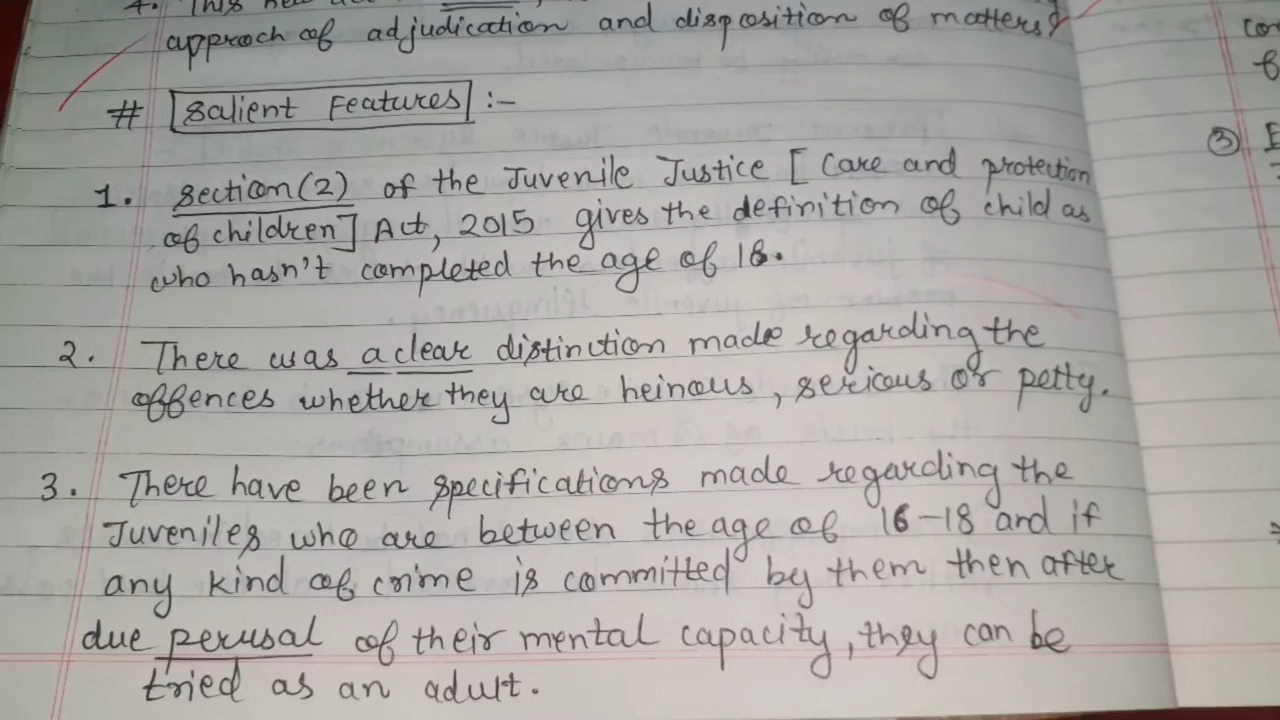 4. This new
approch of adjudication and disposition of matters
# Salient Features :-
1. Section(2) of the Juvenile Justice [ Care and protection
of children] Act, 2015 gives the definition of child as
who hasn't completed the age of 18.
2. There was a clear distinction made regarding the
offences whether they are heinous, serious or petty.
3. There have been specifications made regarding the
Juveniles who are between the age of 16-18 and if
any kind of crime is committed by them then after
due perusal of their mental capacity, they can be
tried as an adult.
3